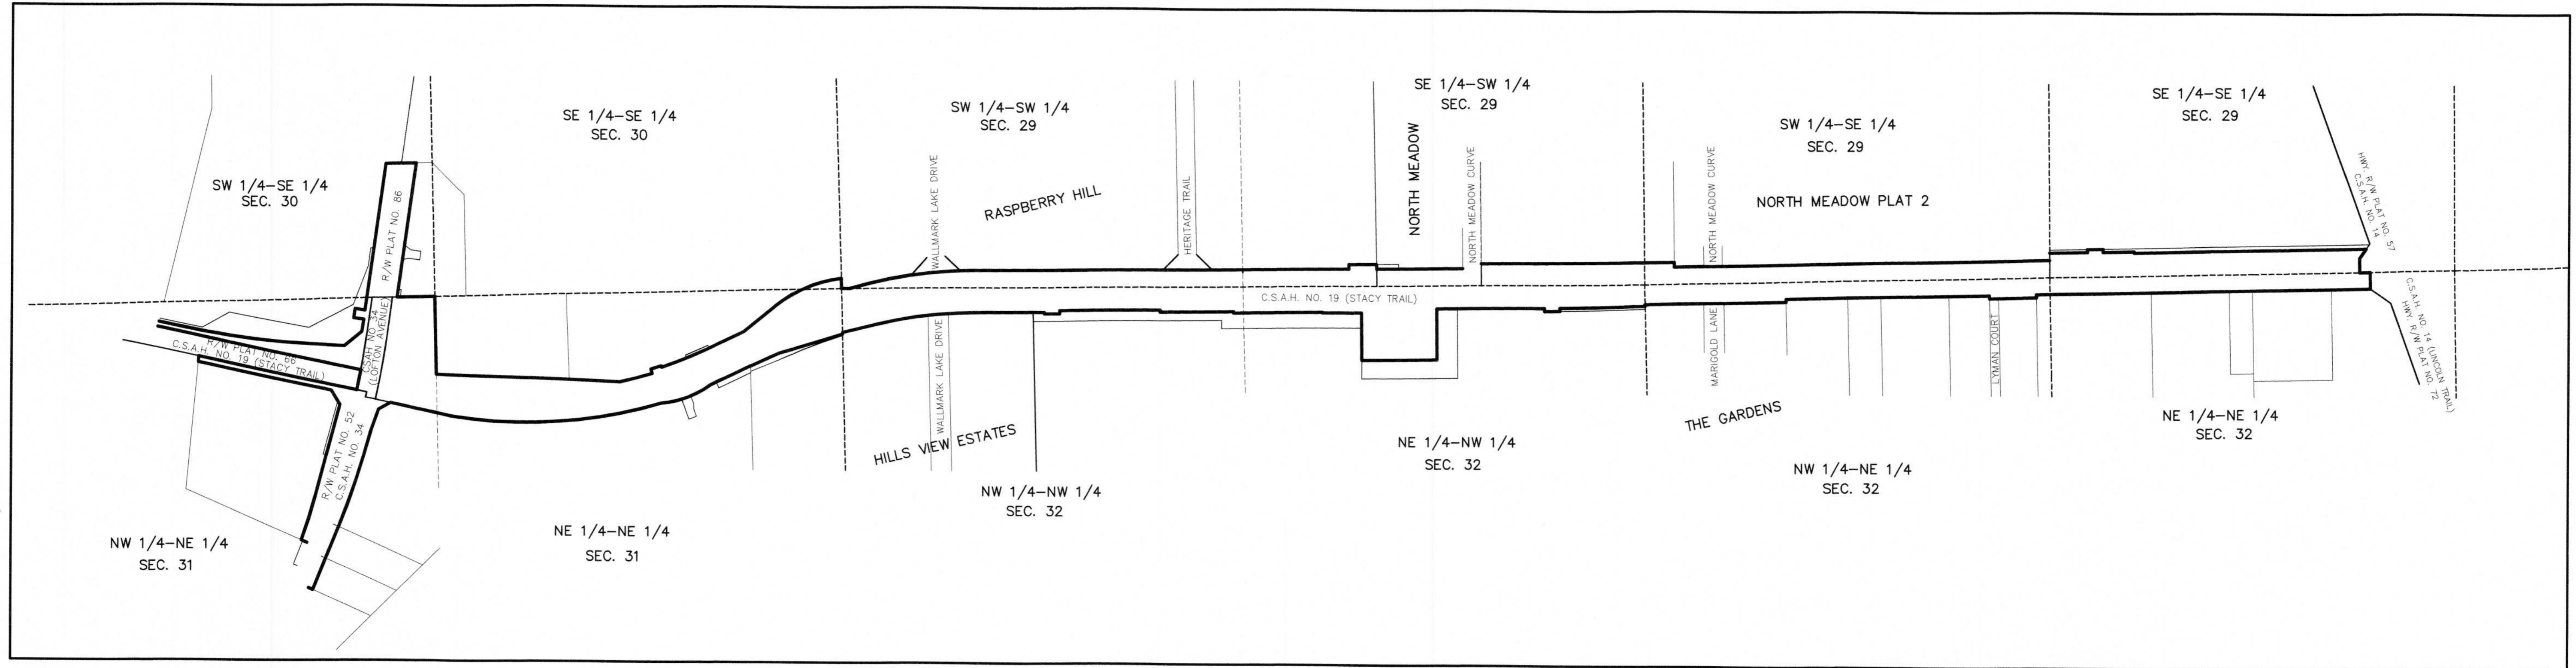 SW 1/4–SE 1/4
SEC. 30
SE 1/4–SE 1/4
SEC. 30
SW 1/4–SW 1/4
SEC. 29
SE 1/4–SW 1/4
SEC. 29
SW 1/4–SE 1/4
SEC. 29
SE 1/4–SE 1/4
SEC. 29
R/W PLAT NO. 86
WALLMARK LAKE DRIVE
RASPBERRY HILL
HERITAGE TRAIL
NORTH MEADOW
NORTH MEADOW CURVE
NORTH MEADOW CURVE
NORTH MEADOW PLAT 2
HWY. R/W PLAT NO. 57
C.S.A.H. NO. 14
R/W PLAT NO. 66
C.S.A.H. NO. 19 (STACY TRAIL)
CSAH NO. 34
(LOFTON AVENUE)
C.S.A.H. NO. 19 (STACY TRAIL)
C.S.A.H. NO. 14 (LINCOLN TRAIL)
HWY. R/W PLAT NO. 72
R/W PLAT NO. 52
C.S.A.H. NO. 34
WALLMARK LAKE DRIVE
HILLS VIEW ESTATES
MARIGOLD LANE
THE GARDENS
LYMAN COURT
NW 1/4–NE 1/4
SEC. 31
NE 1/4–NE 1/4
SEC. 31
NW 1/4–NW 1/4
SEC. 32
NE 1/4–NW 1/4
SEC. 32
NW 1/4–NE 1/4
SEC. 32
NE 1/4–NE 1/4
SEC. 32